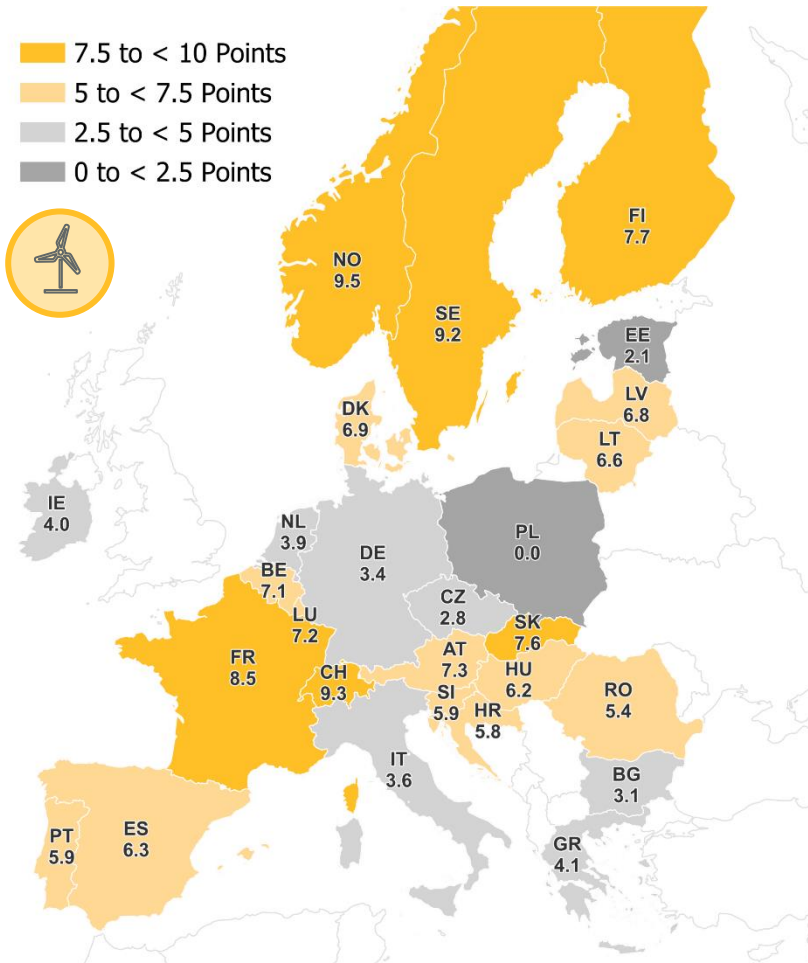 7.5 to < 10 Points
5 to < 7.5 Points
2.5 to < 5 Points
0 to < 2.5 Points
FI
7.7
NO
9.5
SE
9.2
EE
2.1
LV
6.8
DK
6.9
LT
6.6
IE
4.0
NL
3.9
DE
3.4
PL
0.0
BE
7.1
CZ
2.8
LU
7.2
SK
7.6
FR
8.5
CH
9.3
AT
7.3
HU
6.2
SI
5.9
HR
5.8
RO
5.4
IT
3.6
BG
3.1
PT
5.9
ES
6.3
GR
4.1